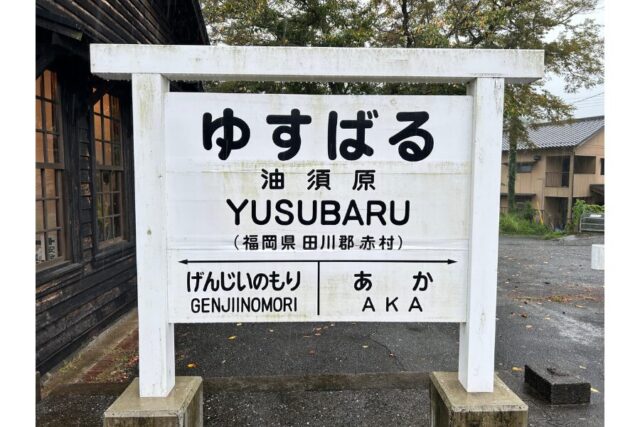 ゆすばる
油須原
YUSUBARU
(福岡県 田川郡 赤村)
げんじいのもり あか
GENJIINOMORI AKA